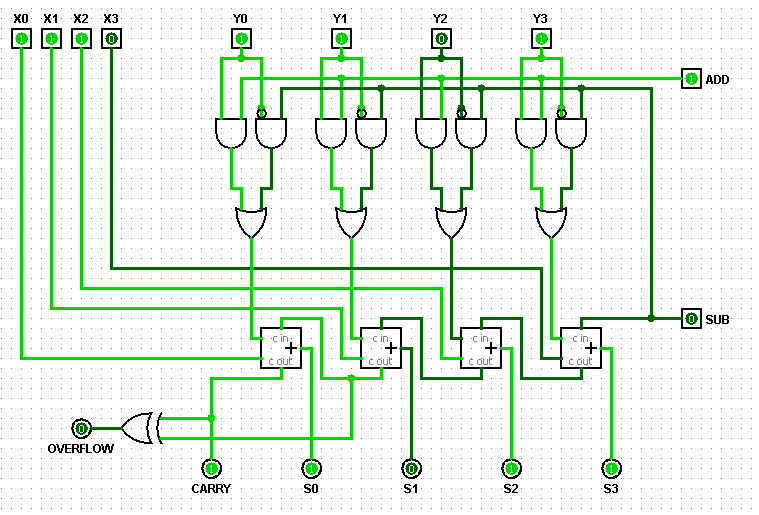 X0 X1 X2 X3 Y0 Y1 Y2 Y3
1 1 1 0 1 1 0 1
1 ADD
0 SUB
c in c in c in c in
+ + + +
c out c out c out c out
0
OVERFLOW
1 1 0 1 1
CARRY S0 S1 S2 S3